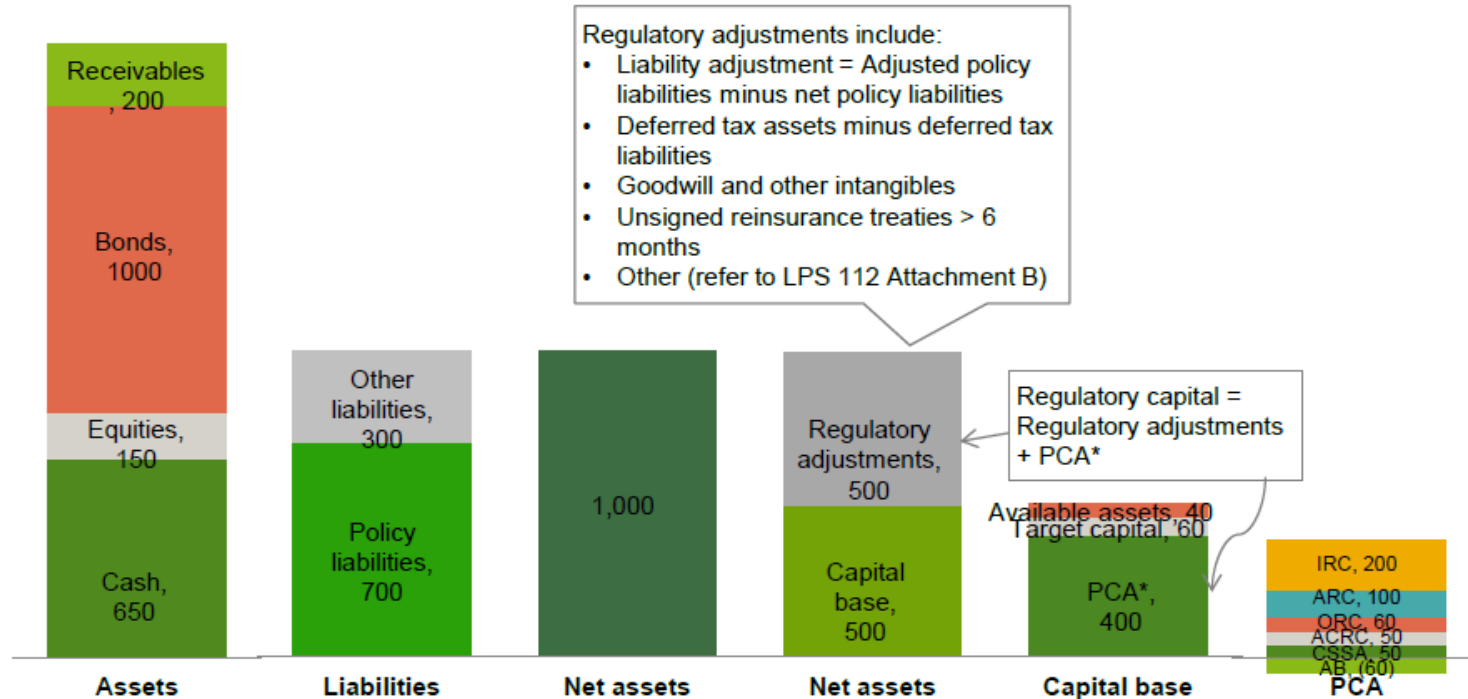 Regulatory adjustments include:
• Liability adjustment = Adjusted policy
liabilities minus net policy liabilities
• Deferred tax assets minus deferred tax
liabilities
• Goodwill and other intangibles
• Unsigned reinsurance treaties > 6
months
• Other (refer to LPS 112 Attachment B)
Receivables
, 200
Bonds,
1000
Equities,
150
Cash,
650
Other
liabilities,
300
Policy
liabilities,
700
1,000
Regulatory
adjustments,
500
Capital
base,
500
Regulatory capital =
Regulatory adjustments
+ PCA*
Available assets, 40
Target capital, 60
PCA*,
400
IRC, 200
ARC, 100
ORC, 60
ACRC, 50
CSSA, 50
AB, (60)
Assets
Liabilities
Net assets
Net assets
Capital base
PCA